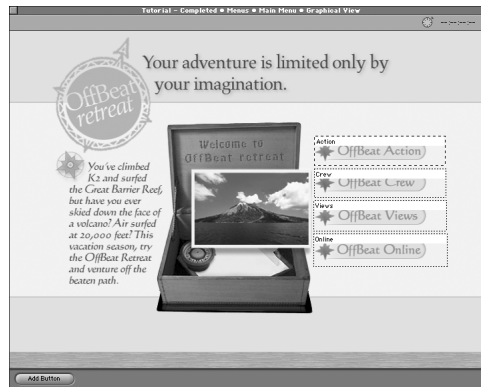 Tutorial – Completed ■ Menus ■ Main Menu ■ Graphical View
--:--:--:--
Your adventure is limited only by
your imagination.
OffBeat
retreat
Welcome to
OffBeat retreat
You've climbed
K2 and surfed
the Great Barrier Reef,
but have you ever
skied down the face of
a volcano? Air surfed
at 20,000 feet? This
vacation season, try
the OffBeat Retreat
and venture off the
beaten path.
Action
OffBeat Action
Crew
OffBeat Crew
Views
OffBeat Views
Online
OffBeat Online
Add Button